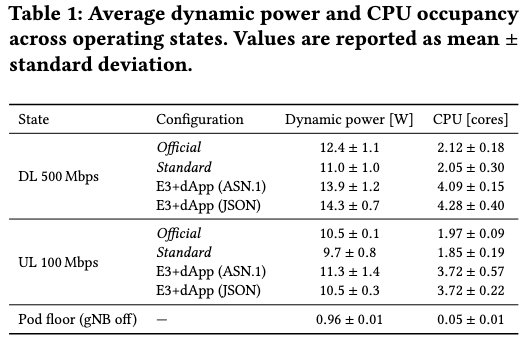 Table 1: Average dynamic power and CPU occupancy
across operating states. Values are reported as mean ±
standard deviation.
State Configuration Dynamic power [W] CPU [cores]
DL 500 Mbps
Official 12.4 ± 1.1 2.12 ± 0.18
Standard 11.0 ± 1.0 2.05 ± 0.30
E3+dApp (ASN.1) 13.9 ± 1.2 4.09 ± 0.15
E3+dApp (JSON) 14.3 ± 0.7 4.28 ± 0.40
UL 100 Mbps
Official 10.5 ± 0.1 1.97 ± 0.09
Standard 9.7 ± 0.8 1.85 ± 0.19
E3+dApp (ASN.1) 11.3 ± 1.4 3.72 ± 0.57
E3+dApp (JSON) 10.5 ± 0.3 3.72 ± 0.22
Pod floor (gNB off) — 0.96 ± 0.01 0.05 ± 0.01